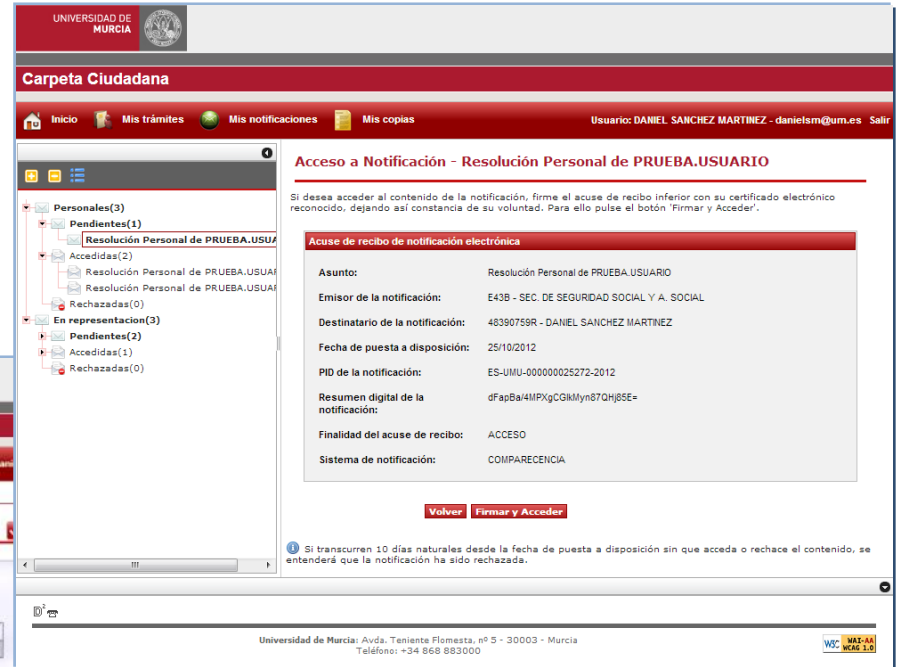 UNIVERSIDAD DE
MURCIA
Carpeta Ciudadana
Inicio Mis trámites Mis notificaciones Mis copias Usuario: DANIEL SANCHEZ MARTINEZ - danielsm@um.es Salir
Personales(3)
Pendientes(1)
Resolución Personal de PRUEBA.USUA
Accedidas(2)
Resolución Personal de PRUEBA.USUAR
Resolución Personal de PRUEBA.USUAR
Rechazadas(0)
En representacion(3)
Pendientes(2)
Accedidas(1)
Rechazadas(0)
Acceso a Notificación - Resolución Personal de PRUEBA.USUARIO
Si desea acceder al contenido de la notificación, firme el acuse de recibo inferior con su certificado electrónico
reconocido, dejando así constancia de su voluntad. Para ello pulse el botón 'Firmar y Acceder'.
Acuse de recibo de notificación electrónica
Asunto: Resolución Personal de PRUEBA.USUARIO
Emisor de la notificación: E43B - SEC. DE SEGURIDAD SOCIAL Y A. SOCIAL
Destinatario de la notificación: 48390759R - DANIEL SANCHEZ MARTINEZ
Fecha de puesta a disposición: 25/10/2012
PID de la notificación: ES-UMU-000000025272-2012
Resumen digital de la
notificación: dFapBa/4MPXgCGlkMyn87QHj85E=
Finalidad del acuse de recibo: ACCESO
Sistema de notificación: COMPARECENCIA
Volver Firmar y Acceder
Si transcurren 10 días naturales desde la fecha de puesta a disposición sin que acceda o rechace el contenido, se
entenderá que la notificación ha sido rechazada.
Universidad de Murcia: Avda. Teniente Flomesta, nº 5 - 30003 - Murcia
Teléfono: +34 868 883000
W3C WAI-AA
WCAG 1.0